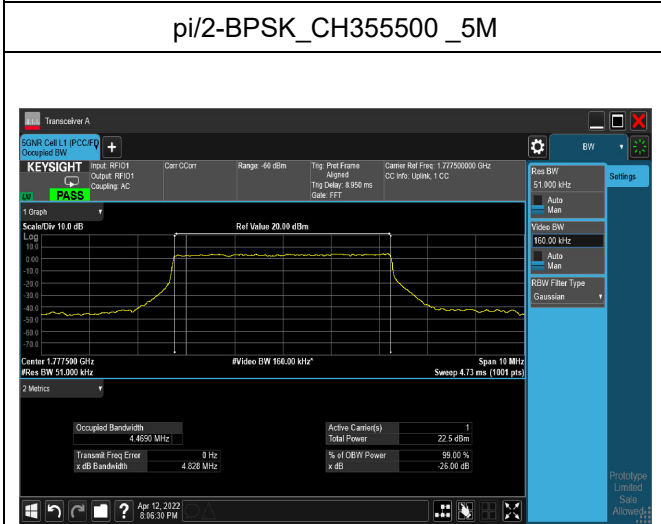 pi/2-BPSK_CH355500 _5M
Transceiver A
5GNR Cell L1 (PCC/FD
Occupied BW
+
BW
KEYSIGHT
Input: RFIO1
Output: RFIO1
Coupling: AC
Corr CCorr
Range: -60 dBm
Trig: Prot Frame
Aligned
Trig Delay: 8.950 ms
Gate: FFT
Carrier Ref Freq: 1.777500000 GHz
CC Info: Uplink, 1 CC
PASS
Res BW
51.000 kHz
Auto
Man
Settings
Video BW
160.00 kHz
Auto
Man
RBW Filter Type
Gaussian
1 Graph
Scale/Div 10.0 dB
Ref Value 20.00 dBm
Log
10.0
0.00
-10.0
-20.0
-30.0
-40.0
-50.0
-60.0
-70.0
Center 1.777500 GHz
#Video BW 160.00 kHz*
Span 10 MHz
#Res BW 51.000 kHz
Sweep 4.73 ms (1001 pts)
2 Metrics
Occupied Bandwidth
4.4690 MHz
Active Carrier(s) 1
Total Power 22.5 dBm
Transmit Freq Error 0 Hz
x dB Bandwidth 4.828 MHz
% of OBW Power 99.00 %
x dB -26.00 dB
Prototype
Limited
Sale
Allowed
?
Apr 12, 2022
8:06:30 PM